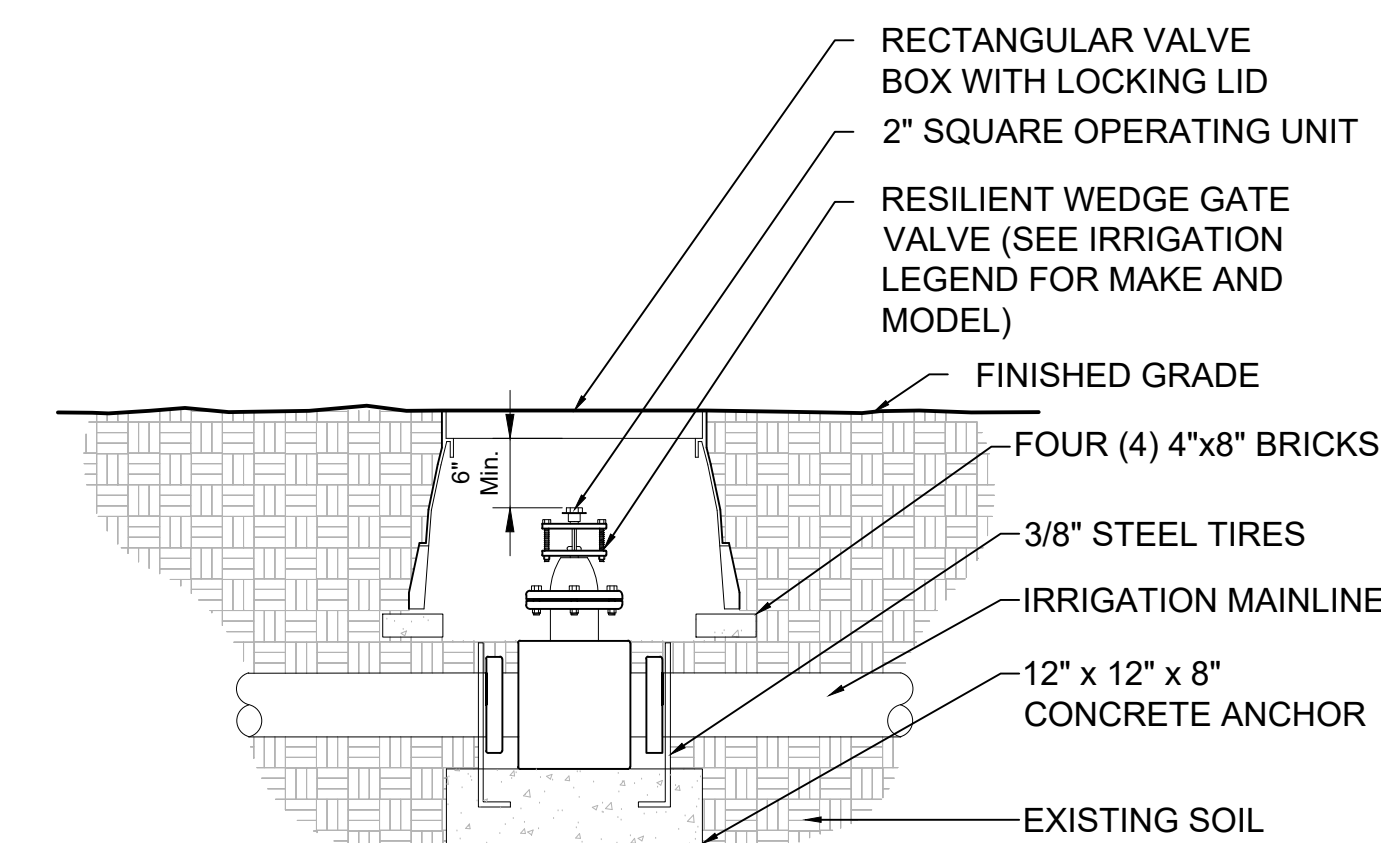 RECTANGULAR VALVE
BOX WITH LOCKING LID
2" SQUARE OPERATING UNIT
RESILIENT WEDGE GATE
VALVE (SEE IRRIGATION
LEGEND FOR MAKE AND
MODEL)
FINISHED GRADE
FOUR (4) 4"x8" BRICKS
6"
Min.
3/8" STEEL TIRES
IRRIGATION MAINLINE
12" x 12" x 8"
CONCRETE ANCHOR
EXISTING SOIL